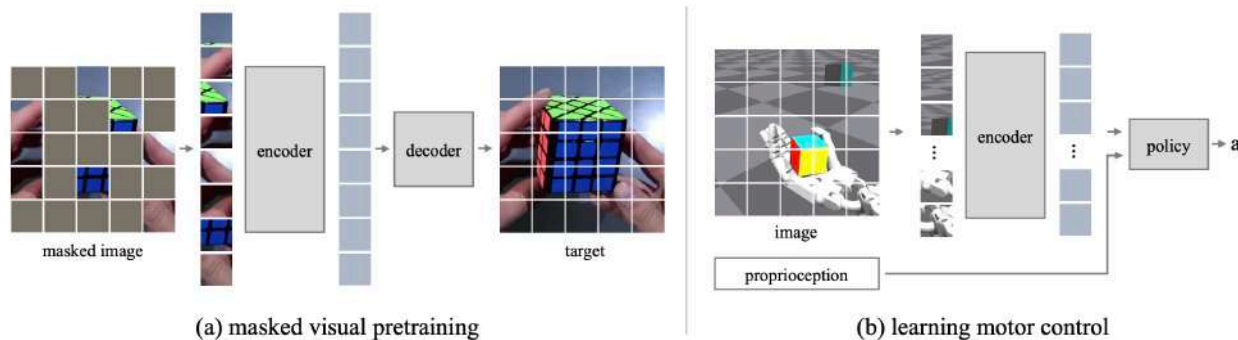 encoder
decoder
masked image
target
(a) masked visual pretraining
image
proprioception
encoder
policy
a
(b) learning motor control